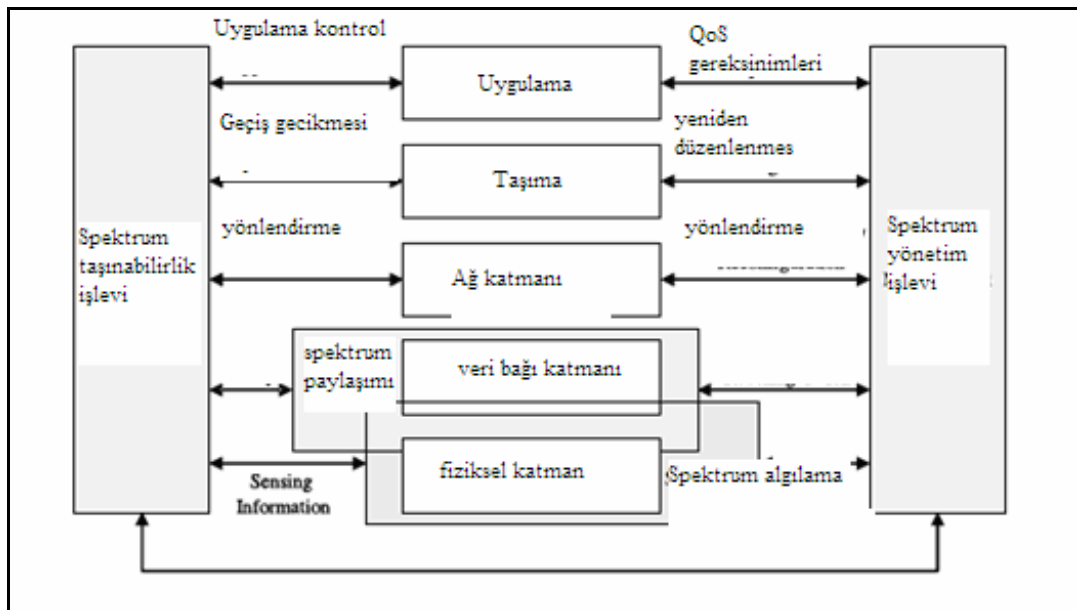 Uygulama kontrol
QoS
gereksinimleri
Uygulama
Geçiş gecikmesi
yeniden
düzenlenmes
Taşıma
Spektrum
taşınabilirlik
işlevi
yönlendirme
yönlendirme
Spektrum
yönetim
işlevi
Ağ katmanı
spektrum
paylaşımı
veri bağı katmanı
fiziksel katman
Spektrum algılama
Sensing
Information